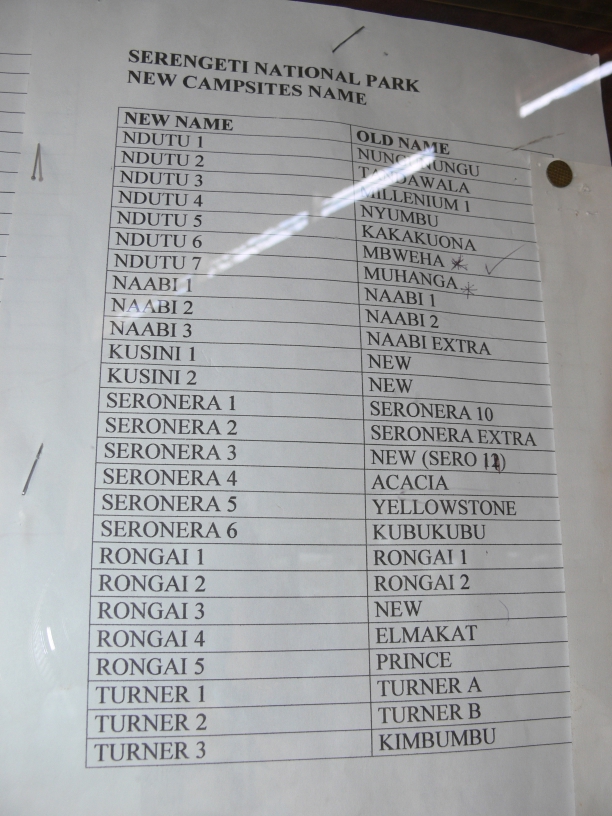 SERENGETI NATIONAL PARK
NEW CAMPSITES NAME
NEW NAME OLD NAME
NDUTU 1
NDUTU 2 TANDAWALA
NDUTU 3 MILLENIUM 1
NDUTU 4 NYUMBU
NDUTU 5 KAKAKUONA
NDUTU 6 MBWEHA
NDUTU 7 MUHANGA
NAABI 1 NAABI 1
NAABI 2 NAABI 2
NAABI 3 NAABI EXTRA
KUSINI 1 NEW
KUSINI 2 NEW
SERONERA 1 SERONERA 10
SERONERA 2 SERONERA EXTRA
SERONERA 3 NEW (SERO
SERONERA 4 ACACIA
SERONERA 5 YELLOWSTONE
SERONERA 6 KUBUKUBU
RONGAI 1 RONGAI 1
RONGAI 2 RONGAI 2
RONGAI 3 NEW
RONGAI 4 ELMAKAT
RONGAI 5 PRINCE
TURNER 1 TURNER A
TURNER 2 TURNER B
TURNER 3 KIMBUMBU